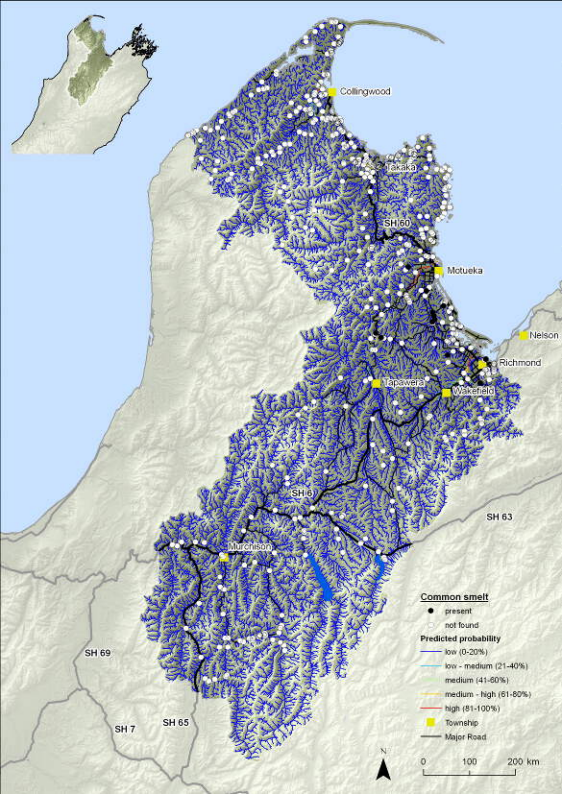 Collingwood
Takaka
SH 60
Motueka
Nelson
Richmond
Tapawera
Wakefield
SH 6
SH 63
Murchison
SH 69
SH 7
SH 65
Common smelt
present
not found
Predicted probability
low (0-20%)
low - medium (21-40%)
medium (41-60%)
medium - high (61-80%)
high (81-100%)
Township
Major Road
N
0 100 200 km